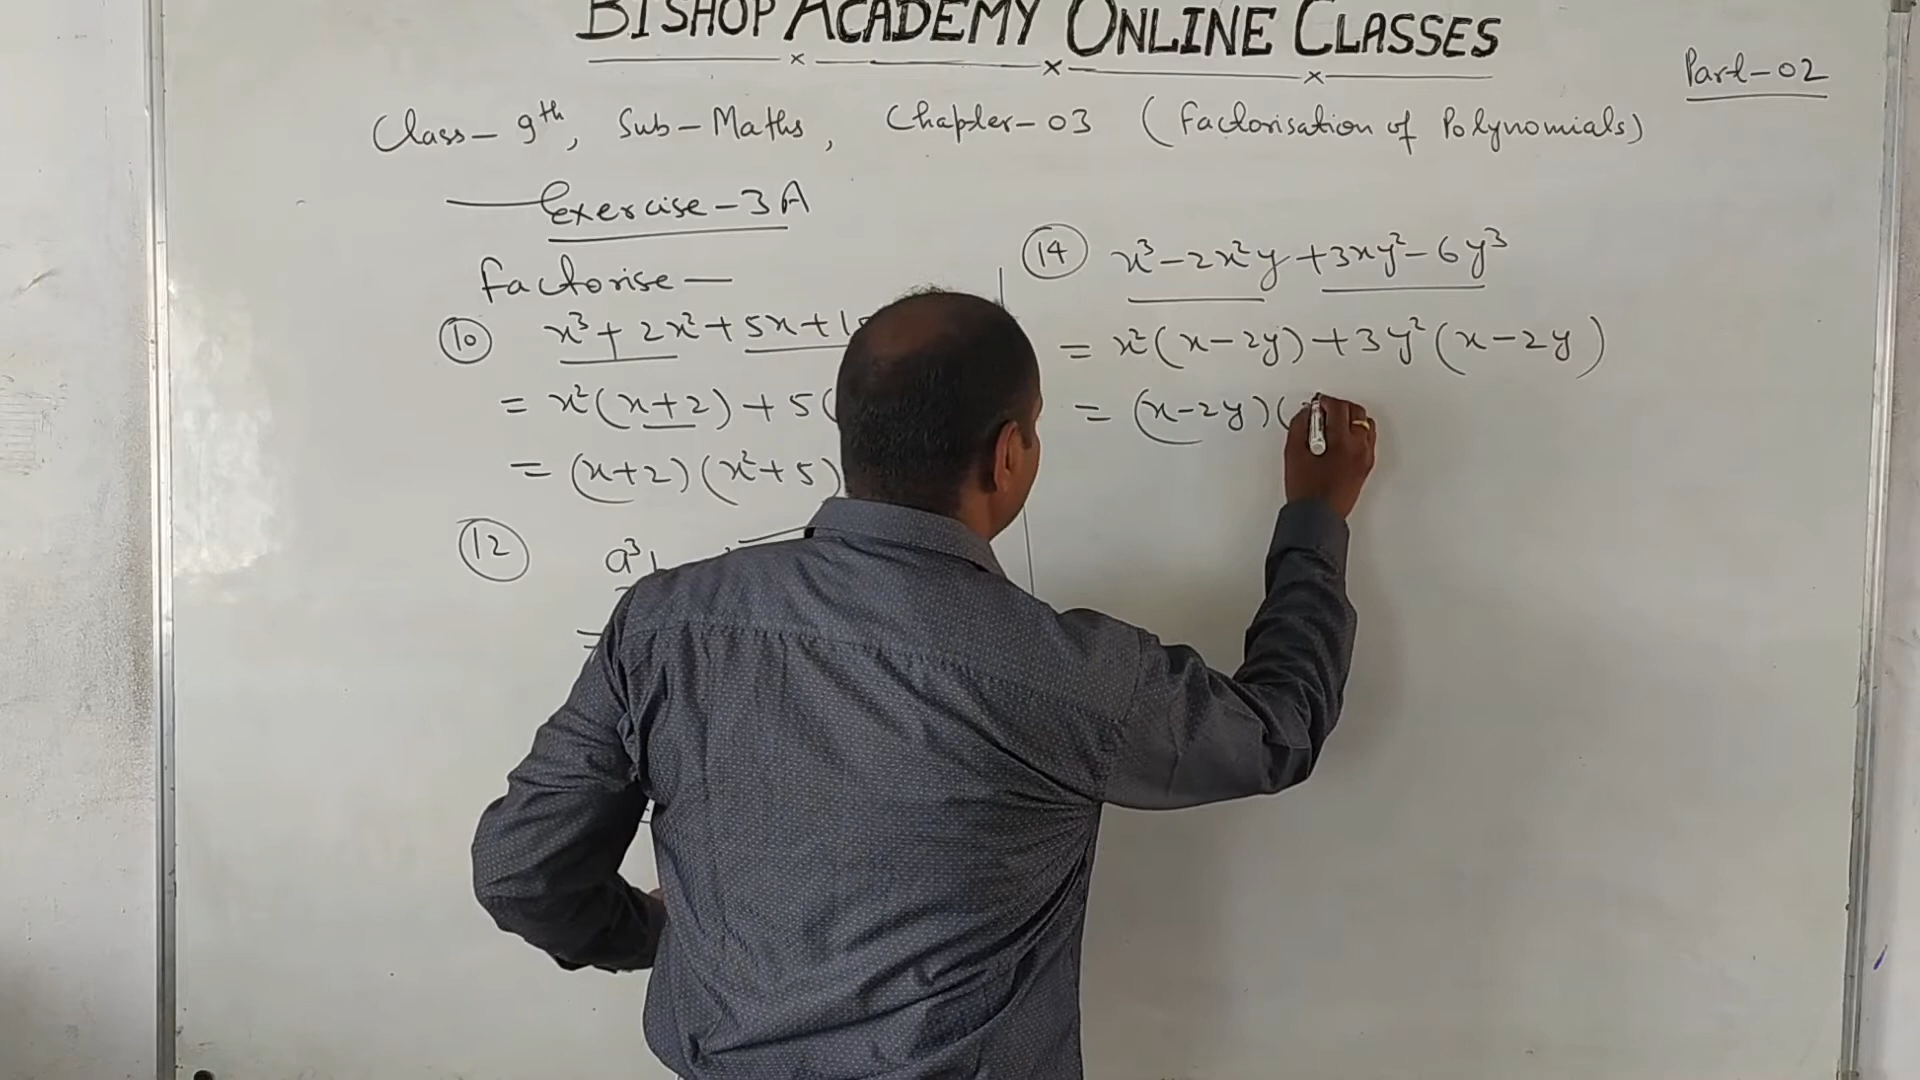 BISHOP ACADEMY ONLINE CLASSES
Part-02
Class-9th, Sub-Maths, Chapter-03 (Factorisation of Polynomials)
Exercise-3A
Factorise-
(10) x³+2x²+5x+1
= x²(x+2)+5(
= (x+2)(x²+5)
(12) a³
=
(14) x³-2x²y+3xy²-6y³
= x²(x-2y)+3y²(x-2y)
= (x-2y)(